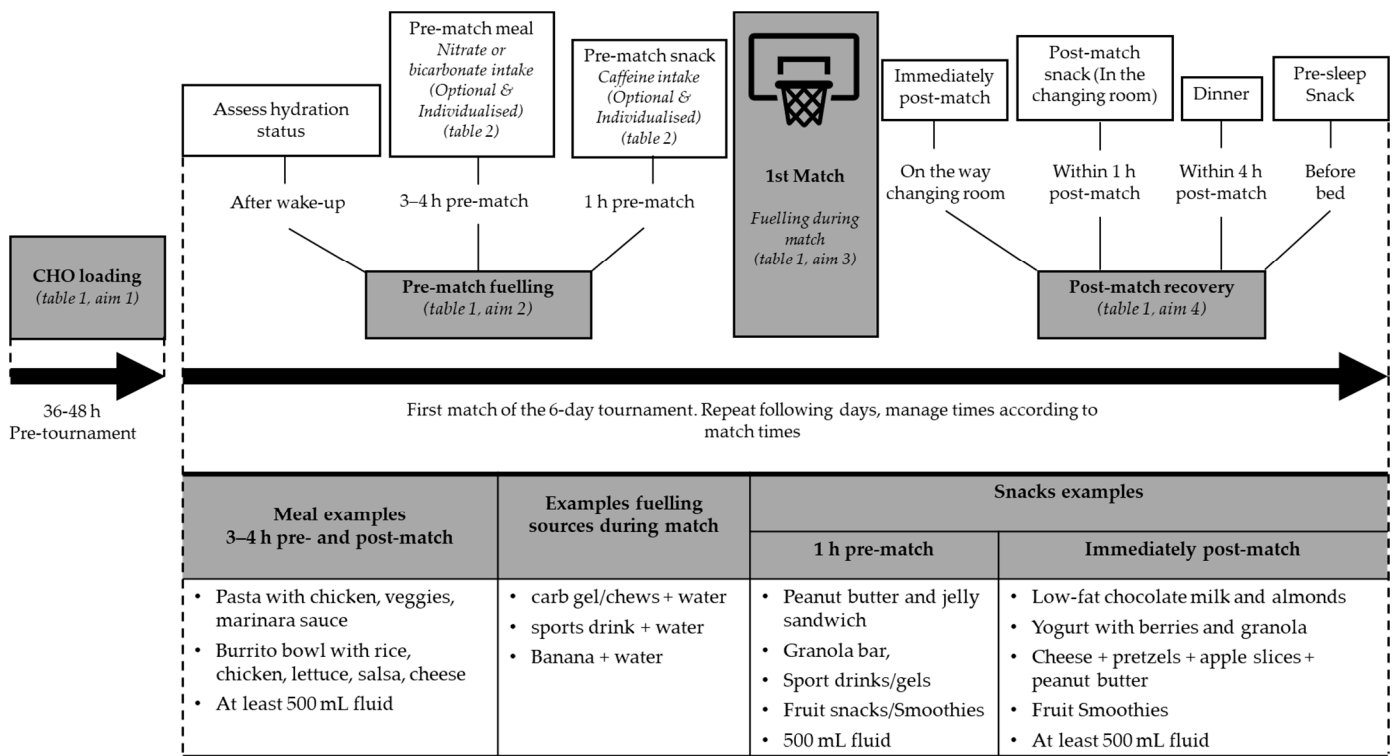 CHO loading
(table 1, aim 1)
36-48 h
Pre-tournament
Assess hydration
status
After wake-up
Pre-match meal
Nitrate or
bicarbonate intake
(Optional &
Individualised)
(table 2)
3–4 h pre-match
Pre-match snack
Caffeine intake
(Optional &
Individualised)
(table 2)
1 h pre-match
Pre-match fuelling
(table 1, aim 2)
1st Match
Fuelling during
match
(table 1, aim 3)
Immediately
post-match
On the way
changing room
Post-match
snack (In the
changing room)
Within 1 h
post-match
Dinner
Within 4 h
post-match
Pre-sleep
Snack
Before
bed
Post-match recovery
(table 1, aim 4)
First match of the 6-day tournament. Repeat following days, manage times according to
match times
Meal examples
3–4 h pre- and post-match
• Pasta with chicken, veggies,
marinara sauce
• Burrito bowl with rice,
chicken, lettuce, salsa, cheese
• At least 500 mL fluid
Examples fuelling
sources during match
• carb gel/chews + water
• sports drink + water
• Banana + water
Snacks examples
1 h pre-match
• Peanut butter and jelly
sandwich
• Granola bar,
• Sport drinks/gels
• Fruit snacks/Smoothies
• 500 mL fluid
Immediately post-match
• Low-fat chocolate milk and almonds
• Yogurt with berries and granola
• Cheese + pretzels + apple slices +
peanut butter
• Fruit Smoothies
• At least 500 mL fluid